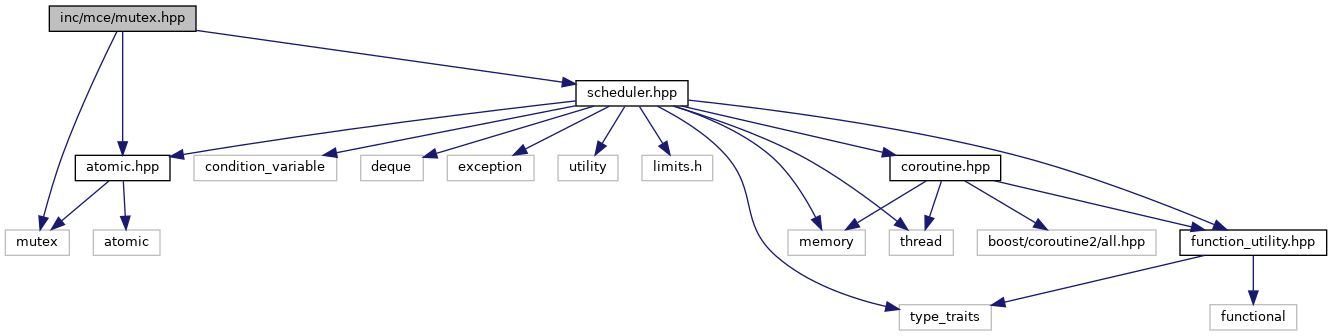 inc/mce/mutex.hpp
scheduler.hpp
atomic.hpp
condition_variable
deque
exception
utility
limits.h
coroutine.hpp
mutex
atomic
memory
thread
boost/coroutine2/all.hpp
function_utility.hpp
type_traits
functional